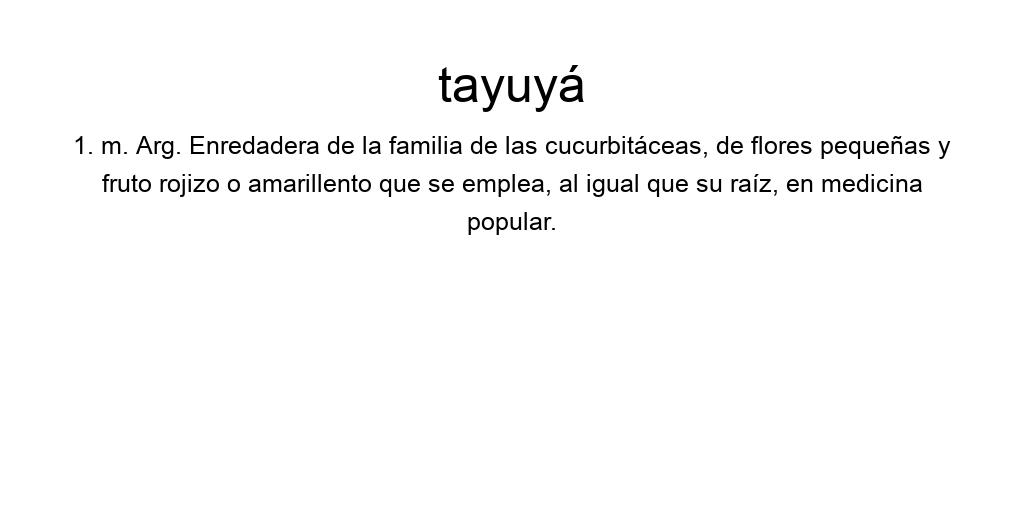 tayuyá
1. m. Arg. Enredadera de la familia de las cucurbitáceas, de flores pequeñas y
fruto rojizo o amarillento que se emplea, al igual que su raíz, en medicina
popular.